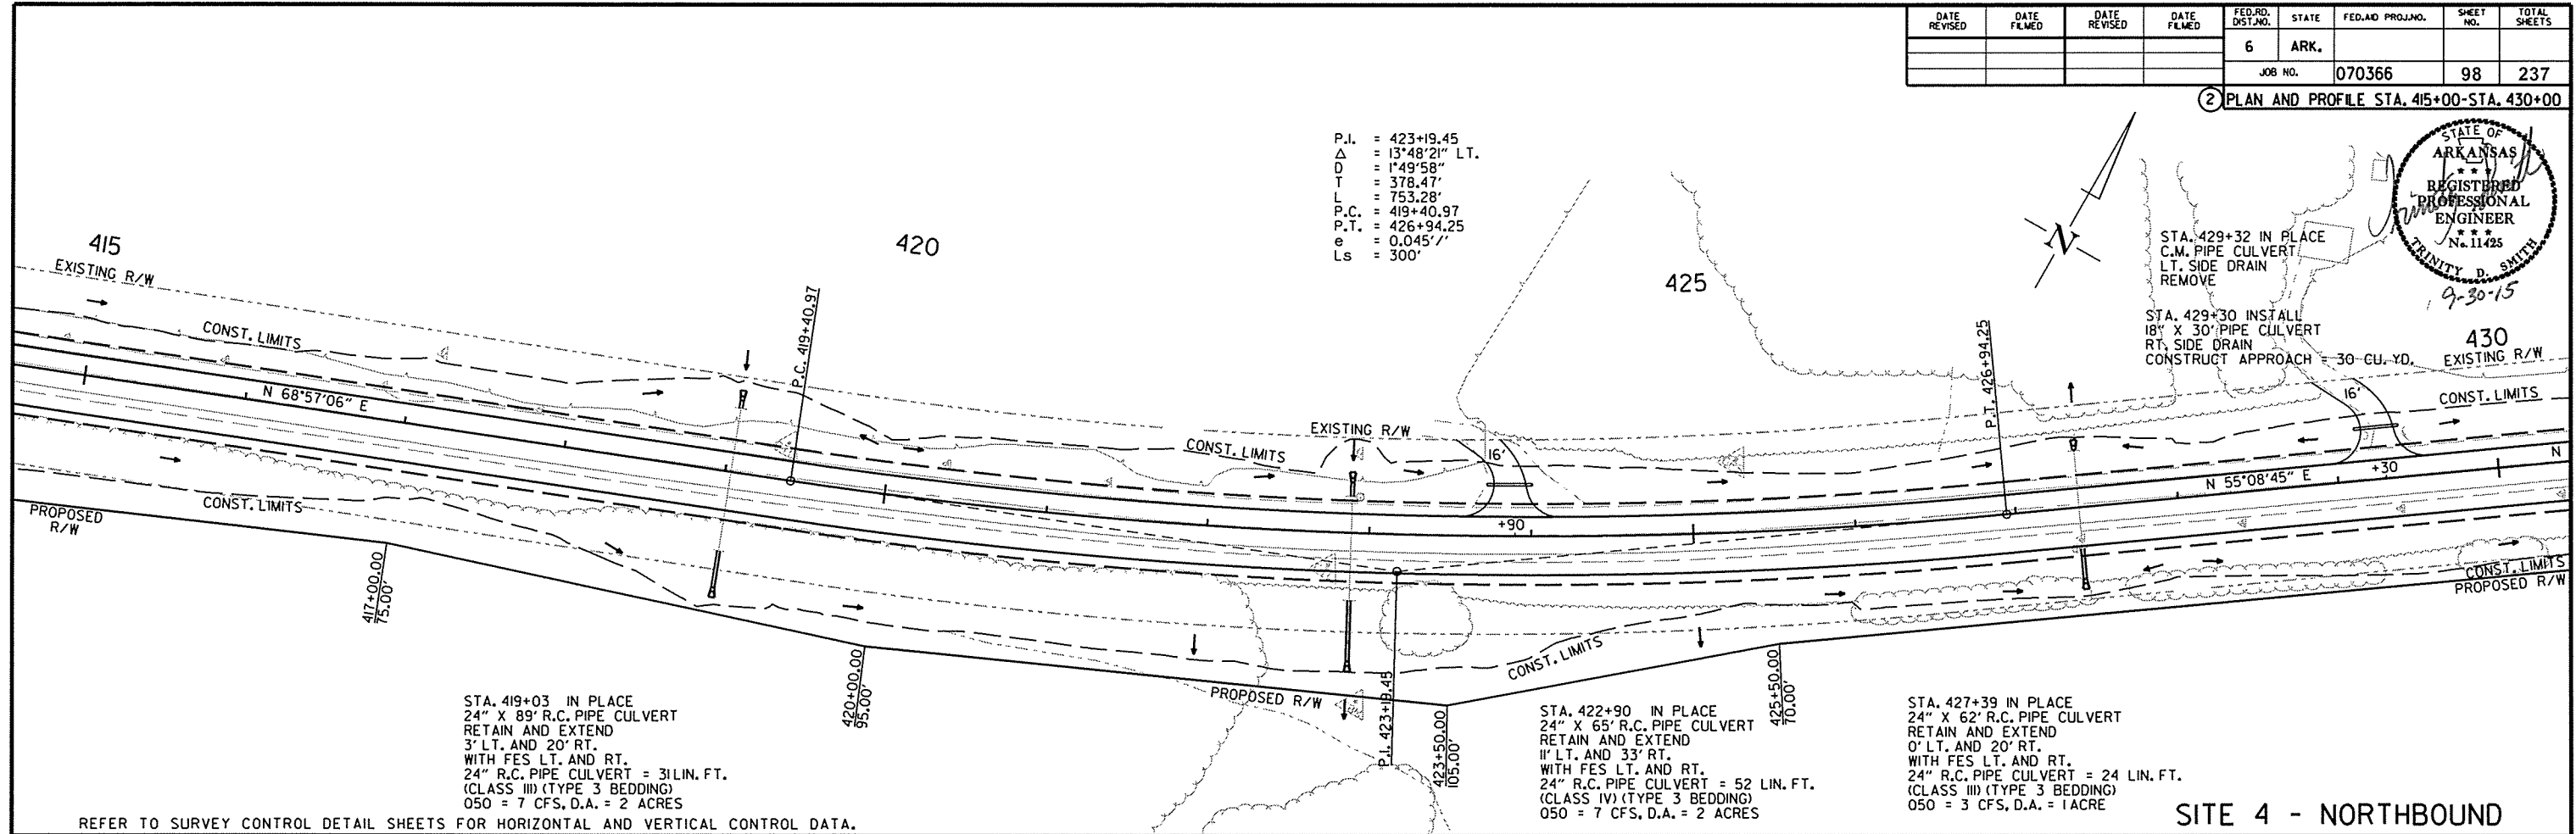 DATE REVISED
DATE FILMED
DATE REVISED
DATE FILMED
FED.RD. DIST.NO.
STATE
FED.AID PROJ.NO.
SHEET NO.
TOTAL SHEETS
6
ARK.
JOB NO.
070366
98
237
2
PLAN AND PROFILE STA. 415+00-STA. 430+00
STATE OF
ARKANSAS
REGISTERED
PROFESSIONAL
ENGINEER
No. 11425
TRINITY D. SMITH
9-30-15
P.I. = 423+19.45
Δ = 13°48'21" LT.
D = 1°49'58"
T = 378.47'
L = 753.28'
P.C. = 419+40.97
P.T. = 426+94.25
e = 0.045'/'
Ls = 300'
N
STA. 429+32 IN PLACE
C.M. PIPE CULVERT
LT. SIDE DRAIN
REMOVE
STA. 429+30 INSTALL
18" X 30' PIPE CULVERT
RT. SIDE DRAIN
CONSTRUCT APPROACH = 30 CU. YD.
415
420
425
430
EXISTING R/W
CONST. LIMITS
N 68°57'06" E
P.C. 419+40.97
EXISTING R/W
CONST. LIMITS
16'
+90
P.T. 426+94.25
EXISTING R/W
16'
CONST. LIMITS
+30
N 55°08'45" E
N
PROPOSED
R/W
CONST. LIMITS
417+00.00
75.00'
420+00.00
95.00'
PROPOSED R/W
P.I. 423+19.45
423+50.00
105.00'
CONST. LIMITS
425+50.00
70.00'
CONST. LIMITS
PROPOSED R/W
STA. 419+03 IN PLACE
24" X 89' R.C. PIPE CULVERT
RETAIN AND EXTEND
3' LT. AND 20' RT.
WITH FES LT. AND RT.
24" R.C. PIPE CULVERT = 31 LIN. FT.
(CLASS III) (TYPE 3 BEDDING)
Q50 = 7 CFS, D.A. = 2 ACRES
STA. 422+90 IN PLACE
24" X 65' R.C. PIPE CULVERT
RETAIN AND EXTEND
11' LT. AND 33' RT.
WITH FES LT. AND RT.
24" R.C. PIPE CULVERT = 52 LIN. FT.
(CLASS IV) (TYPE 3 BEDDING)
Q50 = 7 CFS, D.A. = 2 ACRES
STA. 427+39 IN PLACE
24" X 62' R.C. PIPE CULVERT
RETAIN AND EXTEND
0' LT. AND 20' RT.
WITH FES LT. AND RT.
24" R.C. PIPE CULVERT = 24 LIN. FT.
(CLASS III) (TYPE 3 BEDDING)
Q50 = 3 CFS, D.A. = 1 ACRE
REFER TO SURVEY CONTROL DETAIL SHEETS FOR HORIZONTAL AND VERTICAL CONTROL DATA.
SITE 4 - NORTHBOUND